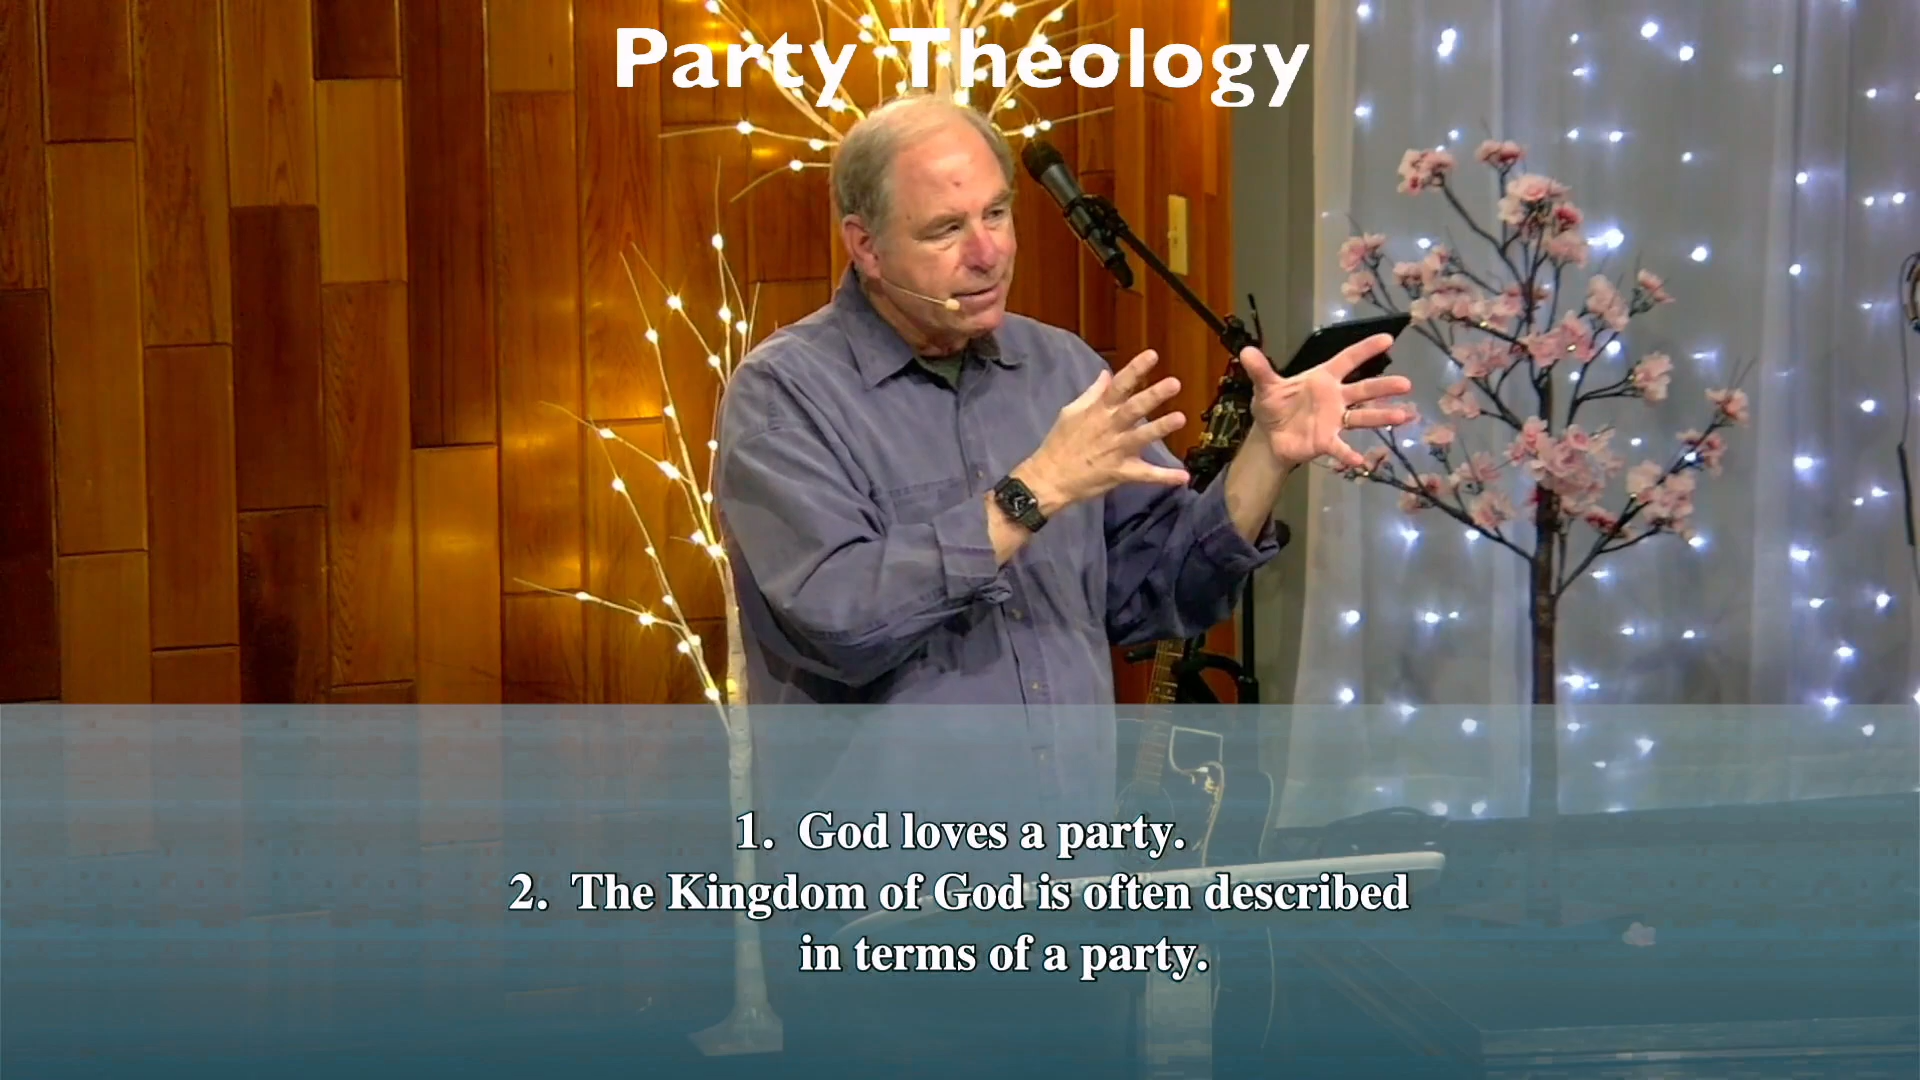 Party Theology
1. God loves a party.
2. The Kingdom of God is often described
in terms of a party.